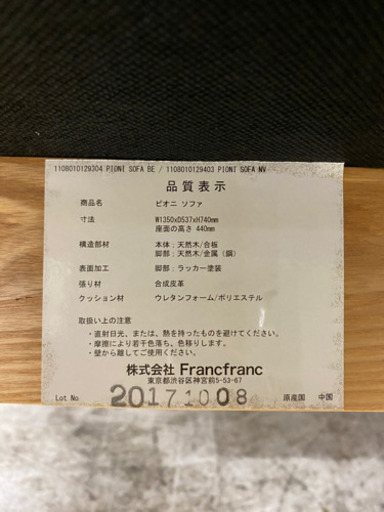 1108010129304 PIONI SOFA BE / 1108010129403 PIONI SOFA NV
品質表示
商品名 ピオニ ソファ
寸法 W1350xD537xH740mm
座面の高さ 440mm
構造部材 本体:天然木/合板
脚部:天然木/金属(鋼)
表面加工 脚部:ラッカー塗装
張り材 合成皮革
クッション材 ウレタンフォーム/ポリエステル
取扱い上の注意
・直射日光、または、熱を持ったものを避けてください。
・摩擦により若干色落ち、色移りします。
・壁から離してご使用ください。
株式会社 Francfranc
東京都渋谷区神宮前5-53-67
Lot No 20171008 原産国 中国